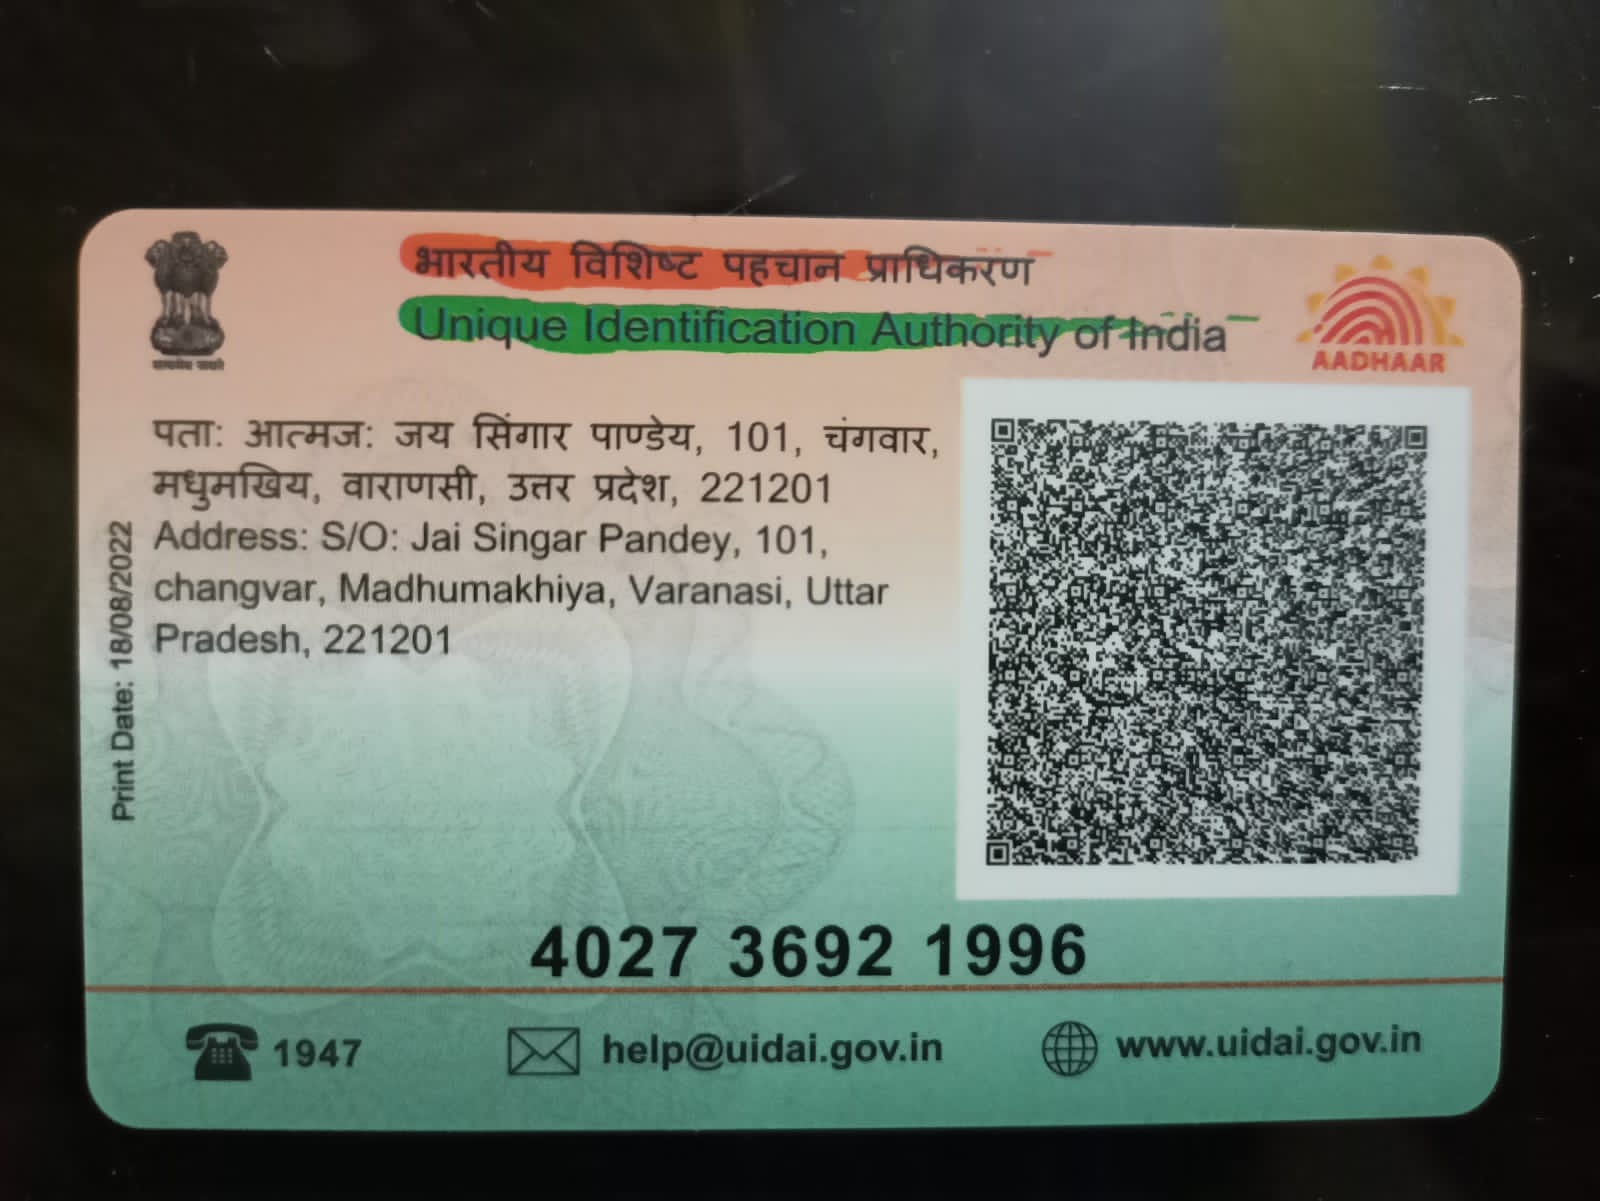 भारतीय विशिष्ट पहचान प्राधिकरण
Unique Identification Authority of India
AADHAAR
पता: आत्मज: जय सिंगार पाण्डेय, 101, चंगवार,
मधुमखिय, वाराणसी, उत्तर प्रदेश, 221201
Address: S/O: Jai Singar Pandey, 101,
changvar, Madhumakhiya, Varanasi, Uttar
Pradesh, 221201
Print Date: 18/08/2022
4027 3692 1996
1947
help@uidai.gov.in
www.uidai.gov.in